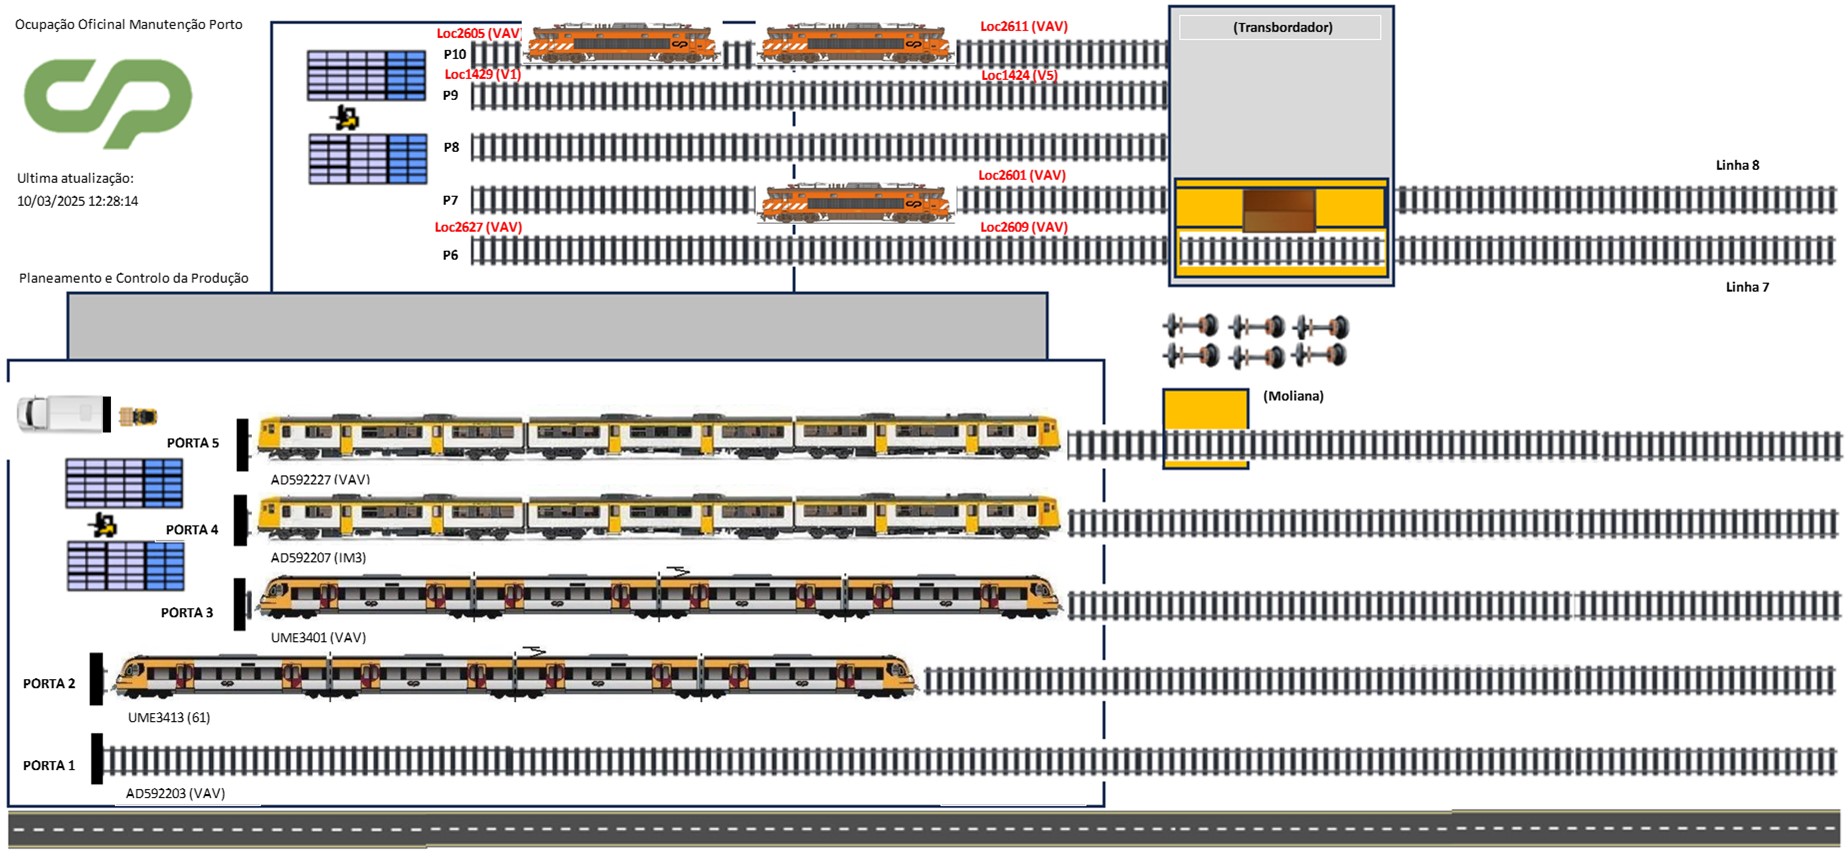 Ocupação Oficinal Manutenção Porto
Loc2605 (VAV)
Loc2611 (VAV)
(Transbordador)
P10
Loc1429 (V1)
Loc1424 (V5)
P9
P8
Linha 8
Ultima atualização:
10/03/2025 12:28:14
Loc2601 (VAV)
P7
Loc2627 (VAV)
Loc2609 (VAV)
P6
Planeamento e Controlo da Produção
Linha 7
(Moliana)
PORTA 5
AD592227 (VAV)
PORTA 4
AD592207 (IM3)
PORTA 3
UME3401 (VAV)
PORTA 2
UME3413 (61)
PORTA 1
AD592203 (VAV)